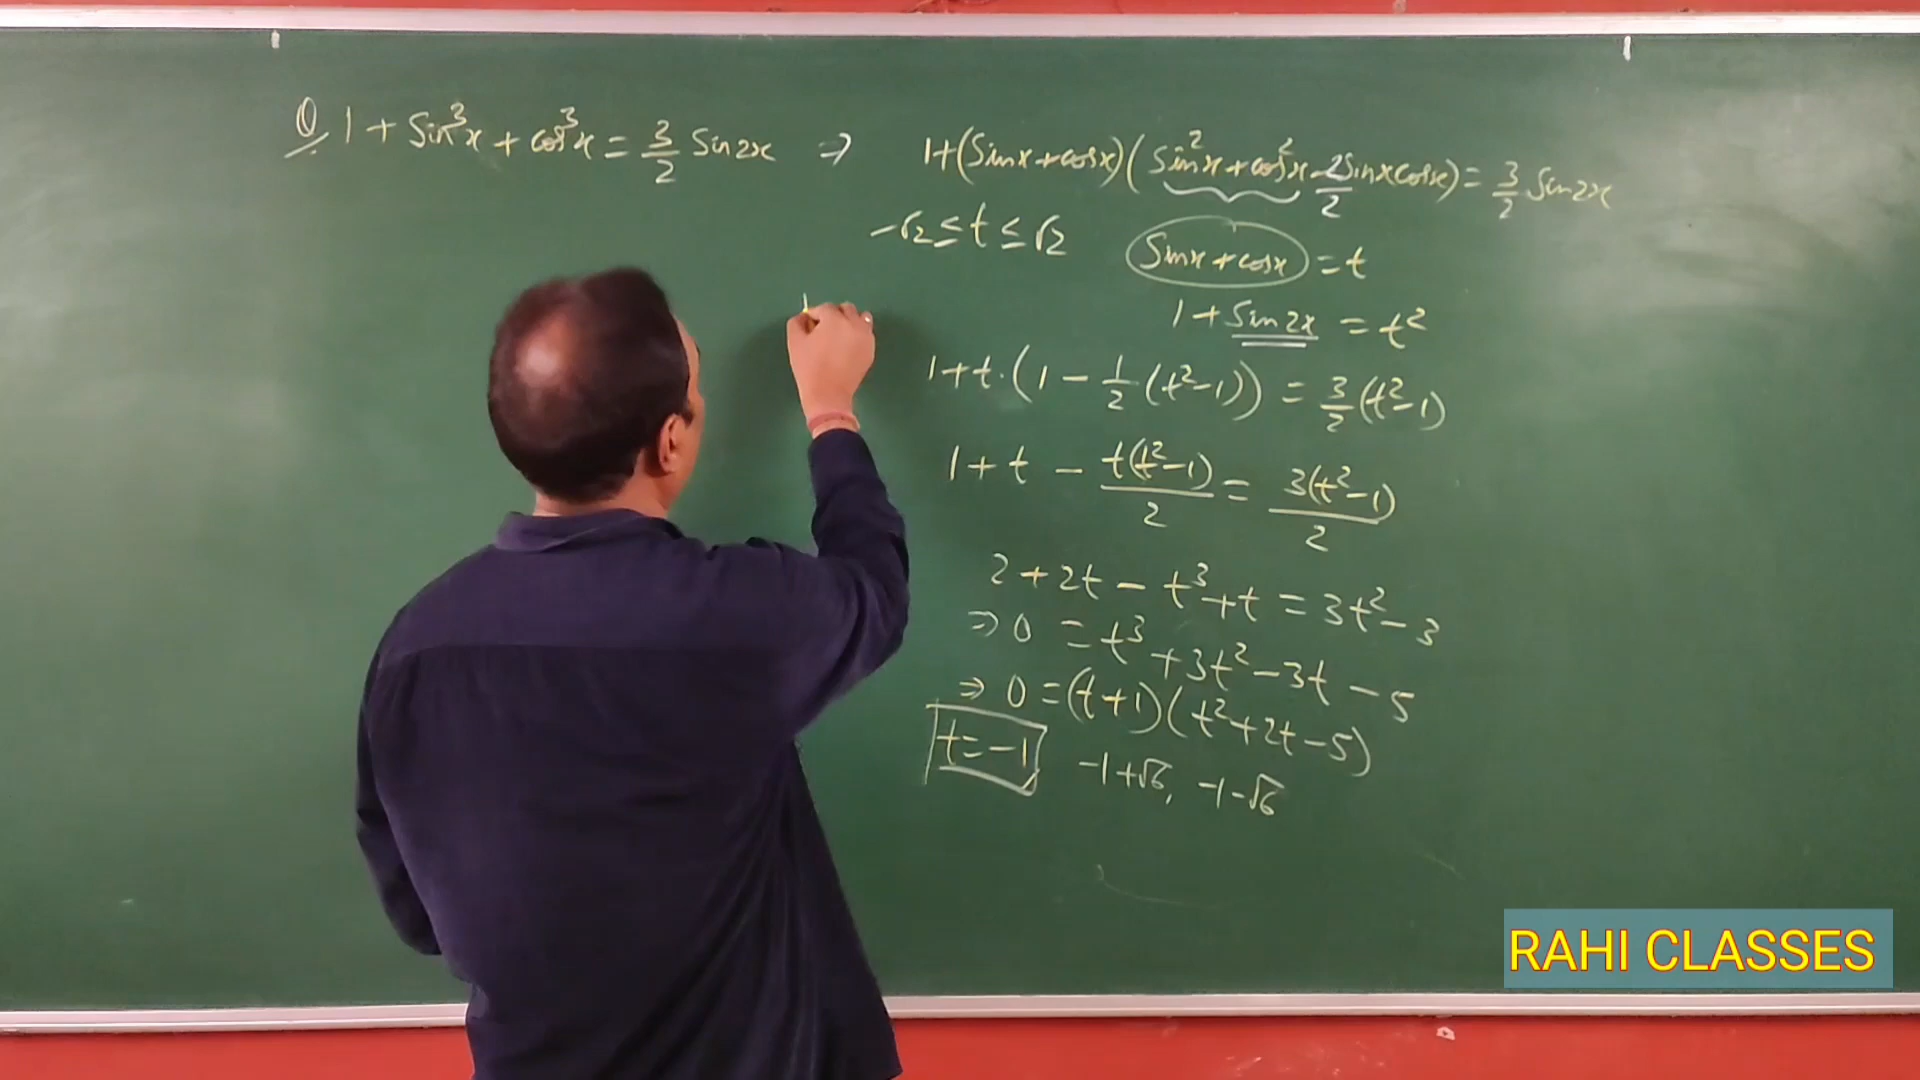 Q. 1 + Sin³x + cos³x = 3/2 Sin2x ⇒ 1+(Sinx+cosx)(Sin²x+cos²x - 2Sinxcosx/2) = 3/2 Sin2x
-√2 ≤ t ≤ √2 Sinx+cosx = t
1 + Sin2x = t²
1+t·(1 - 1/2(t²-1)) = 3/2(t²-1)
1+t - t(t²-1)/2 = 3(t²-1)/2
2+2t - t³+t = 3t²-3
⇒ 0 = t³+3t²-3t-5
⇒ 0 = (t+1)(t²+2t-5)
t=-1 -1+√6, -1-√6
RAHI CLASSES